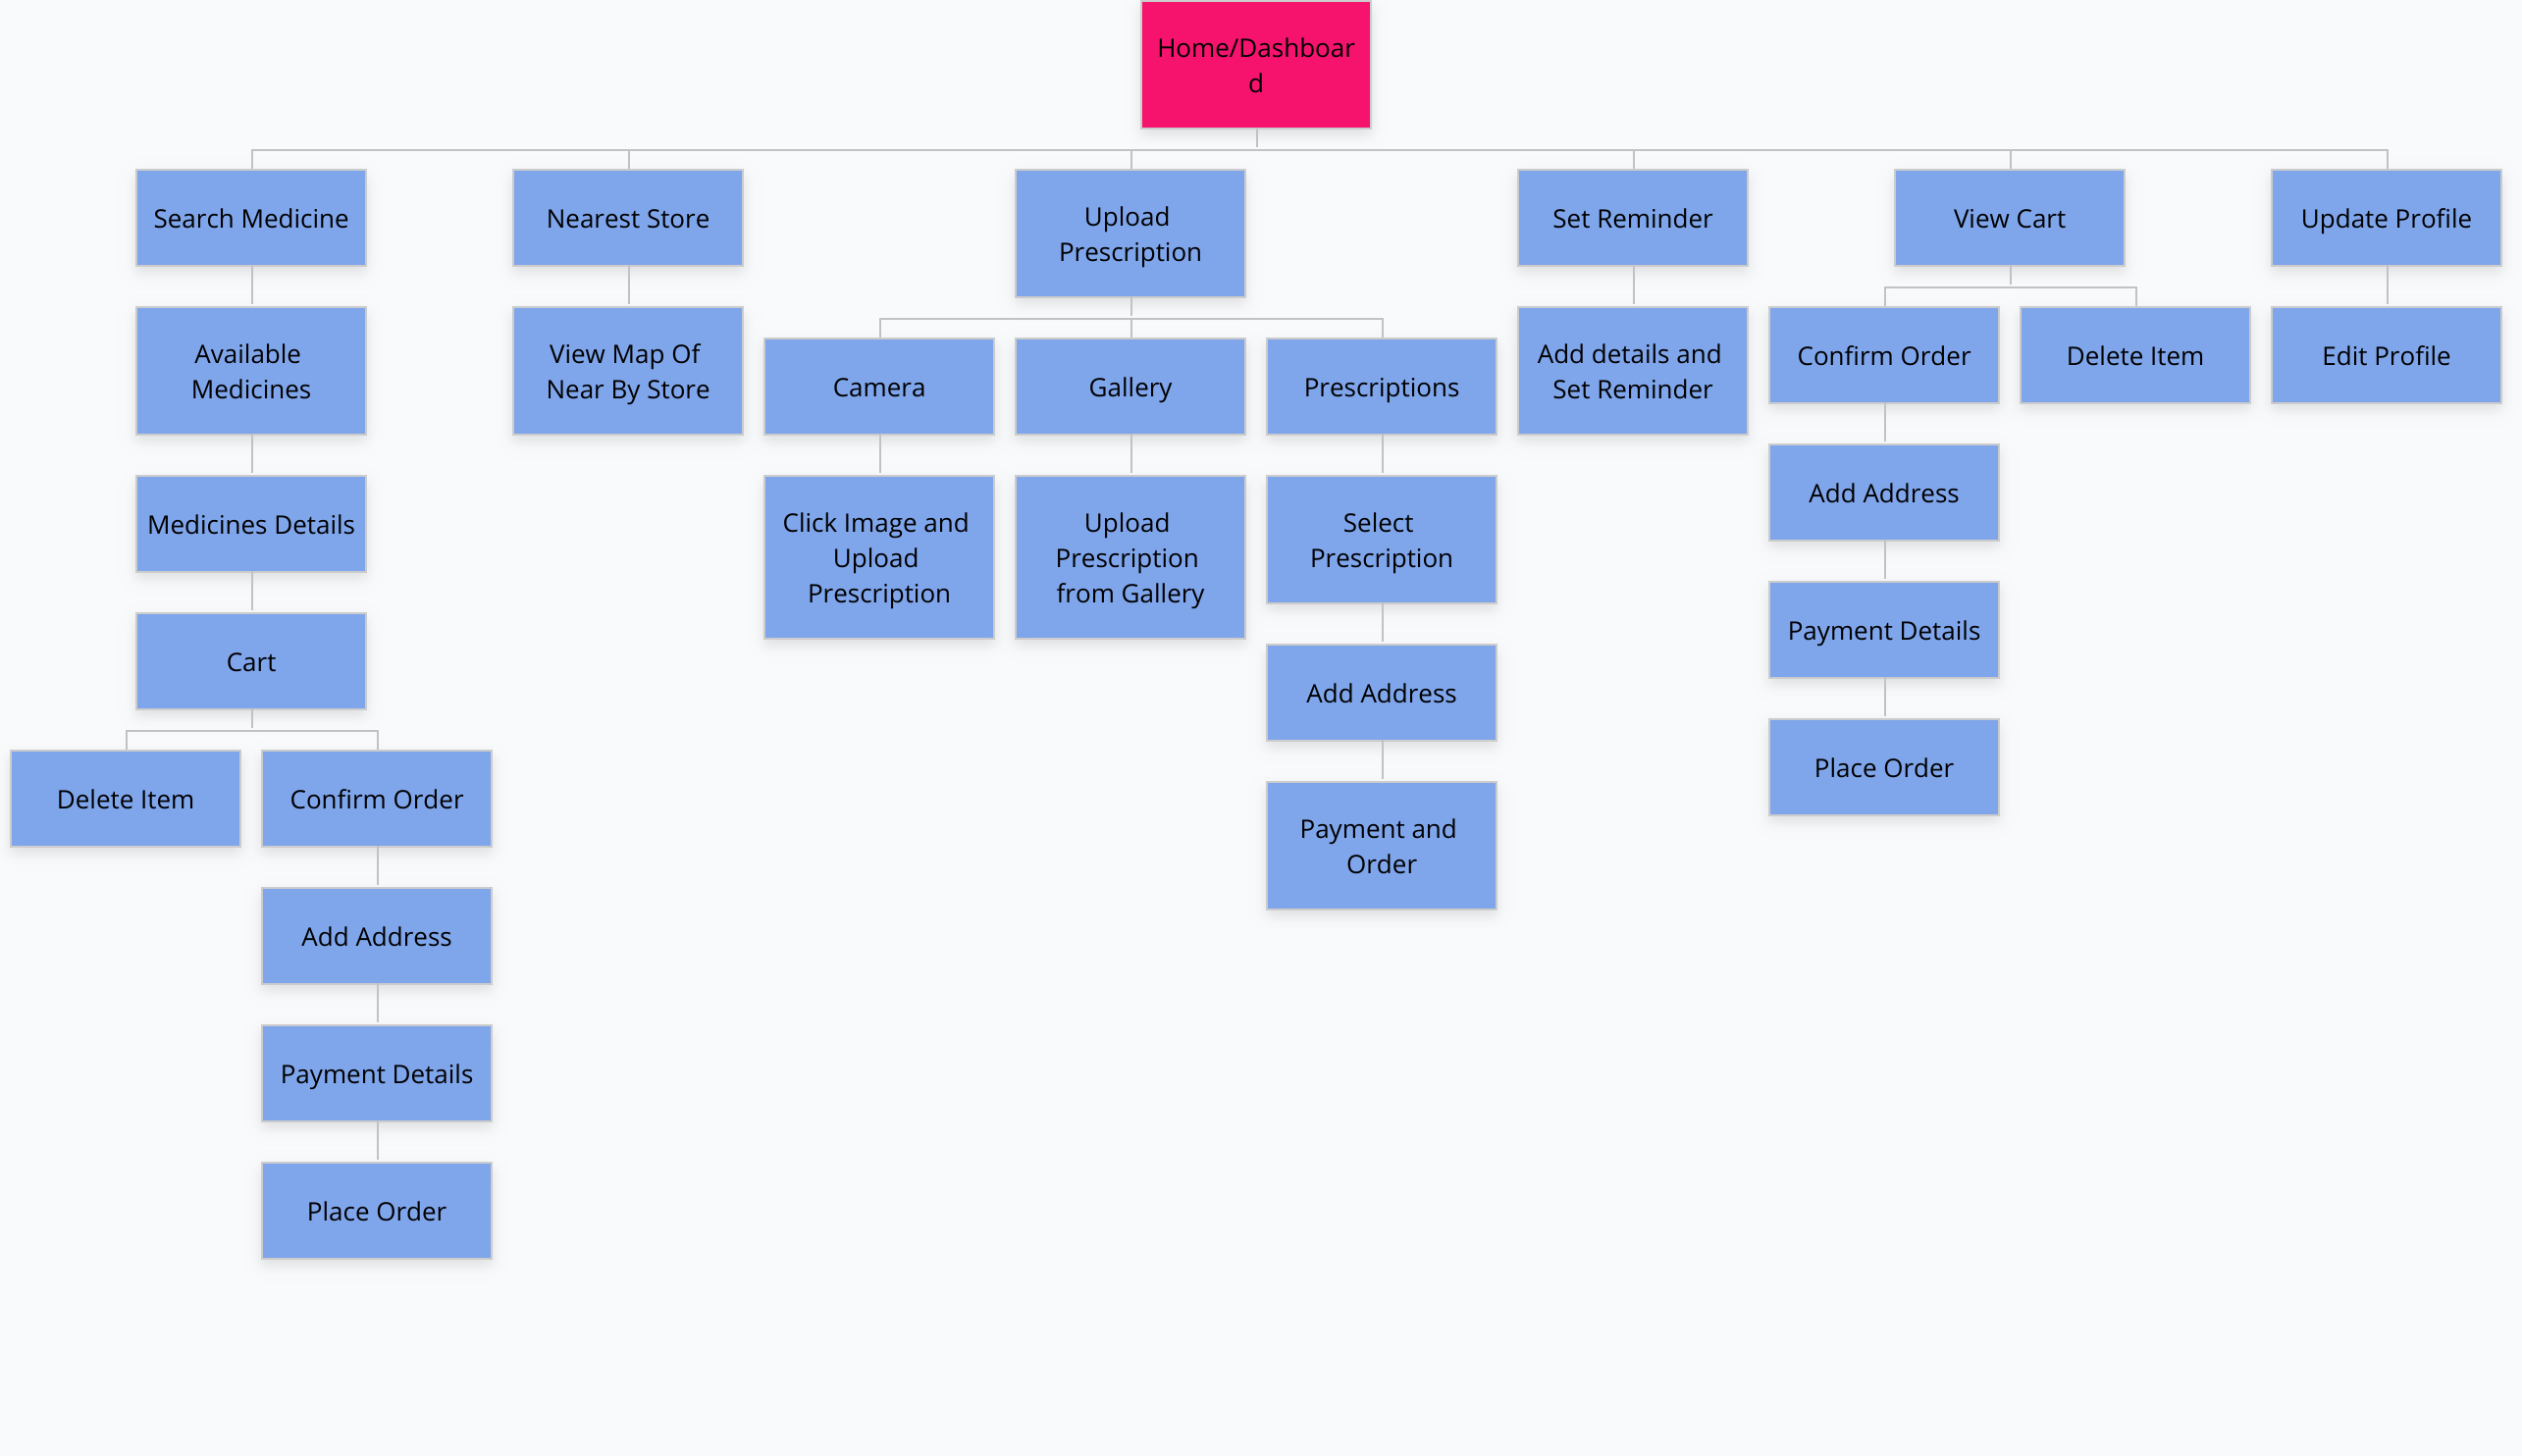 Home/Dashboar
d
Search Medicine
Nearest Store
Upload
Prescription
Set Reminder
View Cart
Update Profile
Available
Medicines
View Map Of
Near By Store
Camera
Gallery
Prescriptions
Add details and
Set Reminder
Confirm Order
Delete Item
Edit Profile
Medicines Details
Click Image and
Upload
Prescription
Upload
Prescription
from Gallery
Select
Prescription
Add Address
Cart
Add Address
Payment Details
Delete Item
Confirm Order
Payment and
Order
Place Order
Add Address
Payment Details
Place Order